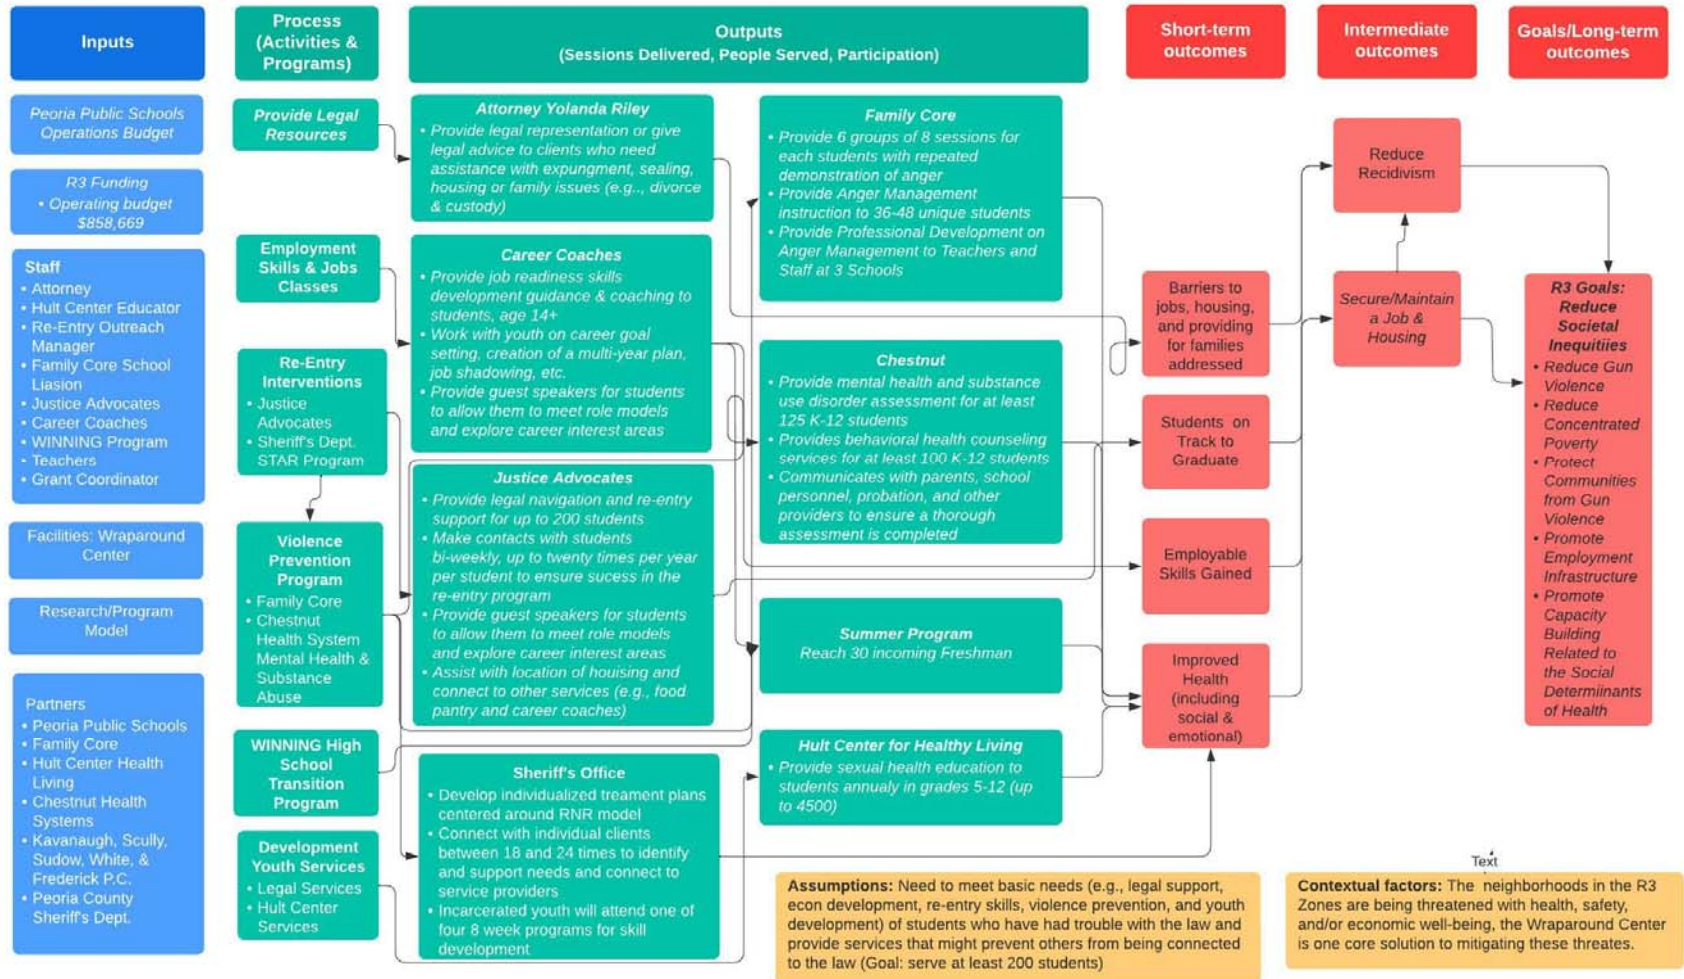 Inputs
Process
(Activities &
Programs)
Outputs
(Sessions Delivered, People Served, Participation)
Short-term
outcomes
Intermediate
outcomes
Goals/Long-term
outcomes
Peoria Public Schools
Operations Budget
R3 Funding
• Operating budget
$858,669
Staff
• Attorney
• Hult Center Educator
• Re-Entry Outreach
Manager
• Family Core School
Liasion
• Justice Advocates
• Career Coaches
• WINNING Program
• Teachers
• Grant Coordinator
Facilities: Wraparound
Center
Research/Program
Model
Partners
• Peoria Public Schools
• Family Core
• Hult Center Health
Living
• Chestnut Health
Systems
• Kavanaugh, Scully,
Sudow, White, &
Frederick P.C.
• Peoria County
Sheriff's Dept.
Provide Legal
Resources
Employment
Skills & Jobs
Classes
Re-Entry
Interventions
• Justice
Advocates
• Sheriff's Dept.
STAR Program
Violence
Prevention
Program
• Family Core
• Chestnut
Health System
Mental Health &
Substance
Abuse
WINNING High
School
Transition
Program
Development
Youth Services
• Legal Services
• Hult Center
Services
Attorney Yolanda Riley
• Provide legal representation or give
legal advice to clients who need
assistance with expungment, sealing,
housing or family issues (e.g.., divorce
& custody)
Career Coaches
• Provide job readiness skills
development guidance & coaching to
students, age 14+
• Work with youth on career goal
setting, creation of a multi-year plan,
job shadowing, etc.
• Provide guest speakers for students
to allow them to meet role models
and explore career interest areas
Justice Advocates
• Provide legal navigation and re-entry
support for up to 200 students
• Make contacts with students
bi-weekly, up to twenty times per year
per student to ensure sucess in the
re-entry program
• Provide guest speakers for students
to allow them to meet role models
and explore career interest areas
• Assist with location of houising and
connect to other services (e.g., food
pantry and career coaches)
Sheriff's Office
• Develop individualized treament plans
centered around RNR model
• Connect with individual clients
between 18 and 24 times to identify
and support needs and connect to
service providers
• Incarcerated youth will attend one of
four 8 week programs for skill
development
Family Core
• Provide 6 groups of 8 sessions for
each students with repeated
demonstration of anger
• Provide Anger Management
instruction to 36-48 unique students
• Provide Professional Development on
Anger Management to Teachers and
Staff at 3 Schools
Chestnut
• Provide mental health and substance
use disorder assessment for at least
125 K-12 students
• Provides behavioral health counseling
services for at least 100 K-12 students
• Communicates with parents, school
personnel, probation, and other
providers to ensure a thorough
assessment is completed
Summer Program
Reach 30 incoming Freshman
Hult Center for Healthy Living
• Provide sexual health education to
students annualy in grades 5-12 (up
to 4500)
Barriers to
jobs, housing,
and providing
for families
addressed
Students on
Track to
Graduate
Employable
Skills Gained
Improved
Health
(including
social &
emotional)
Reduce
Recidivism
Secure/Maintain
a Job &
Housing
R3 Goals:
Reduce
Societal
Inequitiies
• Reduce Gun
Violence
• Reduce
Concentrated
Poverty
• Protect
Communities
from Gun
Violence
• Promote
Employment
Infrastructure
• Promote
Capacity
Building
Related to
the Social
Determiinants
of Health
Text
Assumptions: Need to meet basic needs (e.g., legal support,
econ development, re-entry skills, violence prevention, and youth
development) of students who have had trouble with the law and
provide services that might prevent others from being connected
to the law (Goal: serve at least 200 students)
Contextual factors: The neighborhoods in the R3
Zones are being threatened with health, safety,
and/or economic well-being, the Wraparound Center
is one core solution to mitigating these threates.